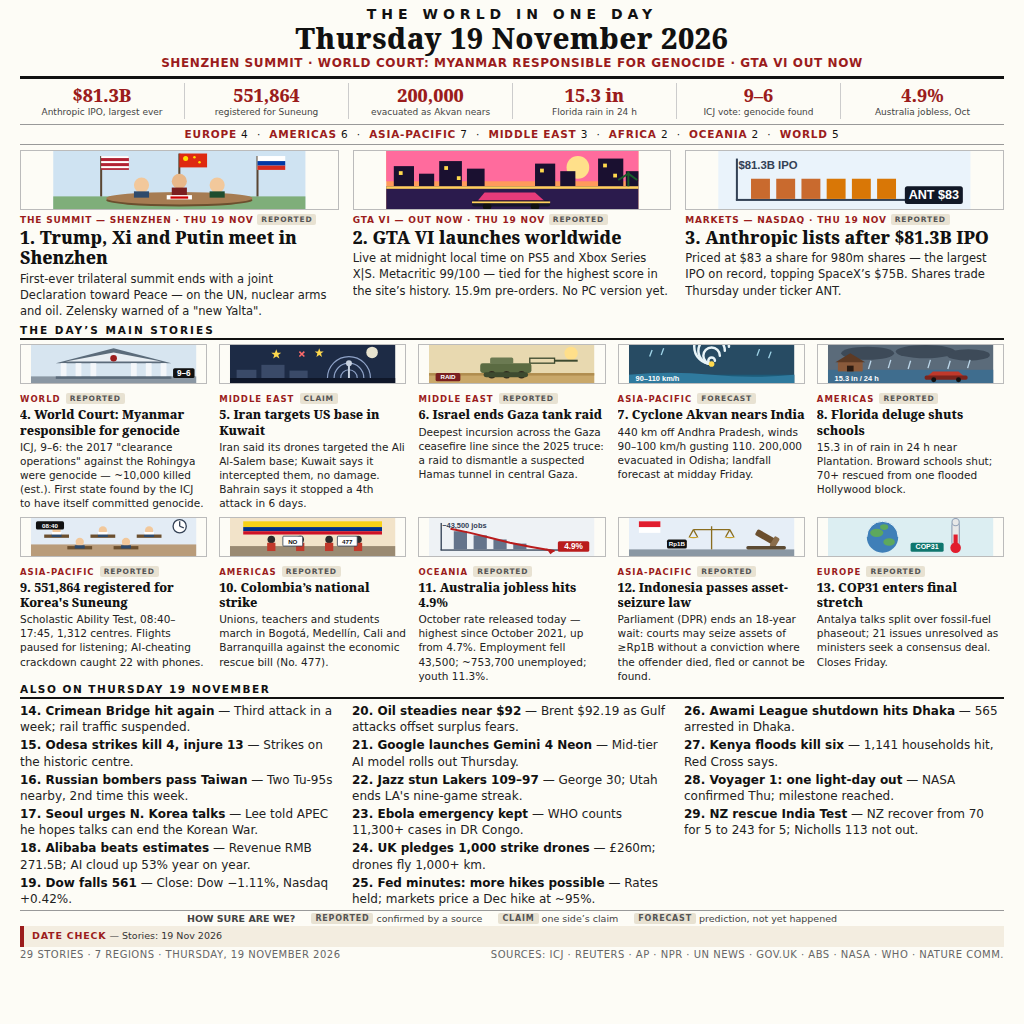 THE WORLD IN ONE DAY
Thursday 19 November 2026
SHENZHEN SUMMIT · WORLD COURT: MYANMAR RESPONSIBLE FOR GENOCIDE · GTA VI OUT NOW
$81.3B
Anthropic IPO, largest ever
551,864
registered for Suneung
200,000
evacuated as Akvan nears
15.3 in
Florida rain in 24 h
9–6
ICJ vote: genocide found
4.9%
Australia jobless, Oct
EUROPE 4 · AMERICAS 6 · ASIA-PACIFIC 7 · MIDDLE EAST 3 · AFRICA 2 · OCEANIA 2 · WORLD 5
THE SUMMIT — SHENZHEN · THU 19 NOV REPORTED
1. Trump, Xi and Putin meet in
Shenzhen
First-ever trilateral summit ends with a joint
Declaration toward Peace — on the UN, nuclear arms
and oil. Zelensky warned of a "new Yalta".
GTA VI — OUT NOW · THU 19 NOV REPORTED
2. GTA VI launches worldwide
Live at midnight local time on PS5 and Xbox Series
X|S. Metacritic 99/100 — tied for the highest score in
the site’s history. 15.9m pre-orders. No PC version yet.
$81.3B IPO
ANT $83
MARKETS — NASDAQ · THU 19 NOV REPORTED
3. Anthropic lists after $81.3B IPO
Priced at $83 a share for 980m shares — the largest
IPO on record, topping SpaceX’s $75B. Shares trade
Thursday under ticker ANT.
THE DAY’S MAIN STORIES
9–6
WORLD REPORTED
4. World Court: Myanmar
responsible for genocide
ICJ, 9–6: the 2017 "clearance
operations" against the Rohingya
were genocide — ~10,000 killed
(est.). First state found by the ICJ
to have itself committed genocide.
MIDDLE EAST CLAIM
5. Iran targets US base in
Kuwait
Iran said its drones targeted the Ali
Al-Salem base; Kuwait says it
intercepted them, no damage.
Bahrain says it stopped a 4th
attack in 6 days.
RAID
MIDDLE EAST REPORTED
6. Israel ends Gaza tank raid
Deepest incursion across the Gaza
ceasefire line since the 2025 truce:
a raid to dismantle a suspected
Hamas tunnel in central Gaza.
90–110 km/h
ASIA-PACIFIC FORECAST
7. Cyclone Akvan nears India
440 km off Andhra Pradesh, winds
90–100 km/h gusting 110. 200,000
evacuated in Odisha; landfall
forecast at midday Friday.
15.3 in / 24 h
AMERICAS REPORTED
8. Florida deluge shuts
schools
15.3 in of rain in 24 h near
Plantation. Broward schools shut;
70+ rescued from one flooded
Hollywood block.
08:40
ASIA-PACIFIC REPORTED
9. 551,864 registered for
Korea's Suneung
Scholastic Ability Test, 08:40–
17:45, 1,312 centres. Flights
paused for listening; AI-cheating
crackdown caught 22 with phones.
NO
477
AMERICAS REPORTED
10. Colombia’s national
strike
Unions, teachers and students
march in Bogotá, Medellín, Cali and
Barranquilla against the economic
rescue bill (No. 477).
−43,500 jobs
4.9%
OCEANIA REPORTED
11. Australia jobless hits
4.9%
October rate released today —
highest since October 2021, up
from 4.7%. Employment fell
43,500; ~753,700 unemployed;
youth 11.3%.
Rp1B
ASIA-PACIFIC REPORTED
12. Indonesia passes asset-
seizure law
Parliament (DPR) ends an 18-year
wait: courts may seize assets of
≥Rp1B without a conviction where
the offender died, fled or cannot be
found.
COP31
EUROPE REPORTED
13. COP31 enters final
stretch
Antalya talks split over fossil-fuel
phaseout; 21 issues unresolved as
ministers seek a consensus deal.
Closes Friday.
ALSO ON THURSDAY 19 NOVEMBER
14. Crimean Bridge hit again — Third attack in a
week; rail traffic suspended.
15. Odesa strikes kill 4, injure 13 — Strikes on
the historic centre.
16. Russian bombers pass Taiwan — Two Tu-95s
nearby, 2nd time this week.
17. Seoul urges N. Korea talks — Lee told APEC
he hopes talks can end the Korean War.
18. Alibaba beats estimates — Revenue RMB
271.5B; AI cloud up 53% year on year.
19. Dow falls 561 — Close: Dow −1.11%, Nasdaq
+0.42%.
20. Oil steadies near $92 — Brent $92.19 as Gulf
attacks offset surplus fears.
21. Google launches Gemini 4 Neon — Mid-tier
AI model rolls out Thursday.
22. Jazz stun Lakers 109–97 — George 30; Utah
ends LA's nine-game streak.
23. Ebola emergency kept — WHO counts
11,300+ cases in DR Congo.
24. UK pledges 1,000 strike drones — £260m;
drones fly 1,000+ km.
25. Fed minutes: more hikes possible — Rates
held; markets price a Dec hike at ~95%.
26. Awami League shutdown hits Dhaka — 565
arrested in Dhaka.
27. Kenya floods kill six — 1,141 households hit,
Red Cross says.
28. Voyager 1: one light-day out — NASA
confirmed Thu; milestone reached.
29. NZ rescue India Test — NZ recover from 70
for 5 to 243 for 5; Nicholls 113 not out.
HOW SURE ARE WE? REPORTED confirmed by a source CLAIM one side’s claim FORECAST prediction, not yet happened
DATE CHECK — Stories: 19 Nov 2026
29 STORIES · 7 REGIONS · THURSDAY, 19 NOVEMBER 2026
SOURCES: ICJ · REUTERS · AP · NPR · UN NEWS · GOV.UK · ABS · NASA · WHO · NATURE COMM.